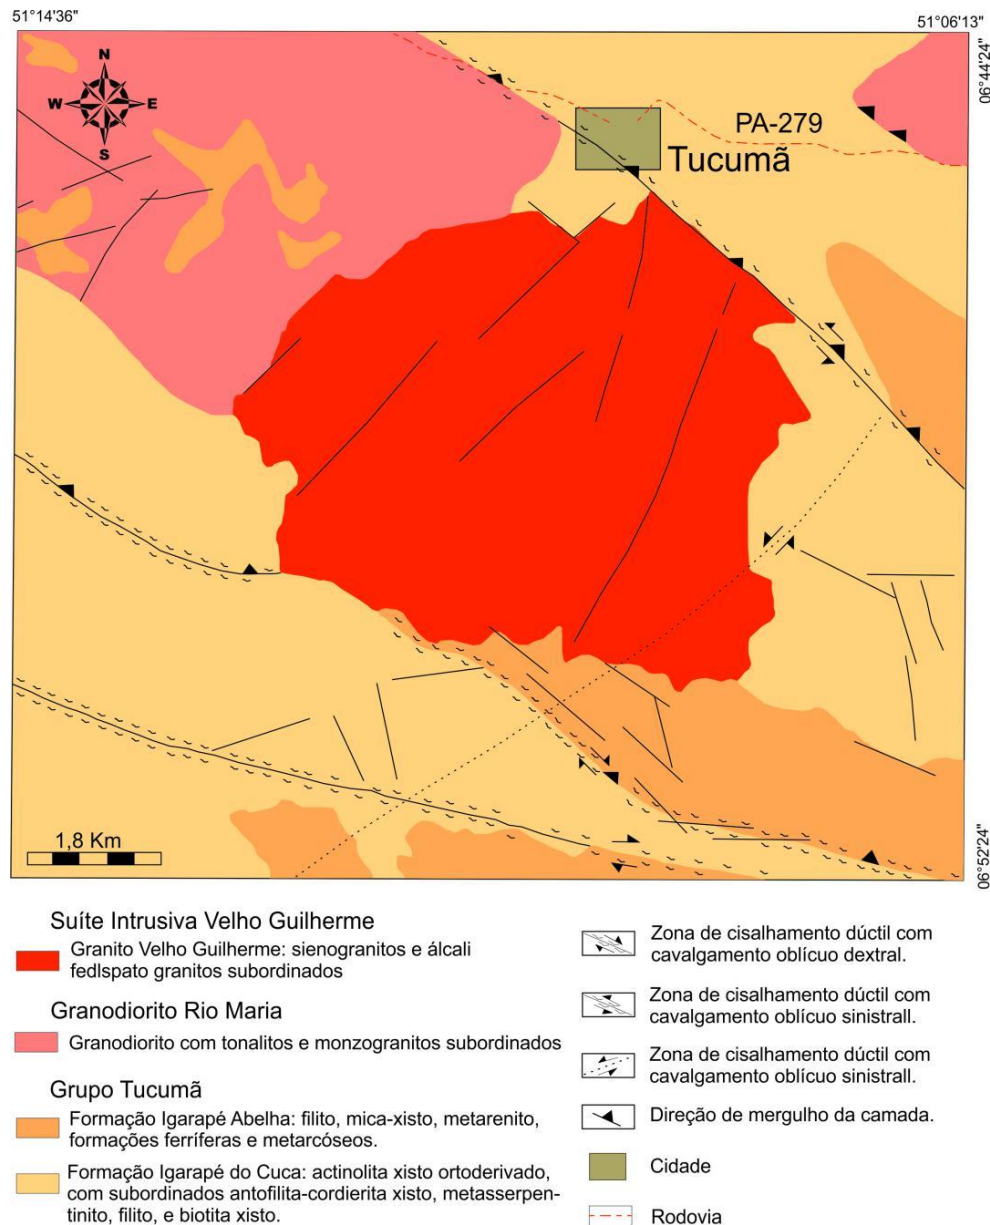 51°14'36"
51°06'13"
06°44'24"
N
W E
S
PA-279
Tucumã
1,8 Km
06°52'24"
Suíte Intrusiva Velho Guilherme
Granito Velho Guilherme: sienogranitos e álcali
fedlspato granitos subordinados
Granodiorito Rio Maria
Granodiorito com tonalitos e monzogranitos subordinados
Grupo Tucumã
Formação Igarapé Abelha: filito, mica-xisto, metarenito,
formações ferríferas e metarcóseos.
Formação Igarapé do Cuca: actinolita xisto ortoderivado,
com subordinados antofilita-cordierita xisto, metasserpen-
tinito, filito, e biotita xisto.
Zona de cisalhamento dúctil com
cavalgamento oblícuo dextral.
Zona de cisalhamento dúctil com
cavalgamento oblícuo sinistrall.
Zona de cisalhamento dúctil com
cavalgamento oblícuo sinistrall.
Direção de mergulho da camada.
Cidade
Rodovia